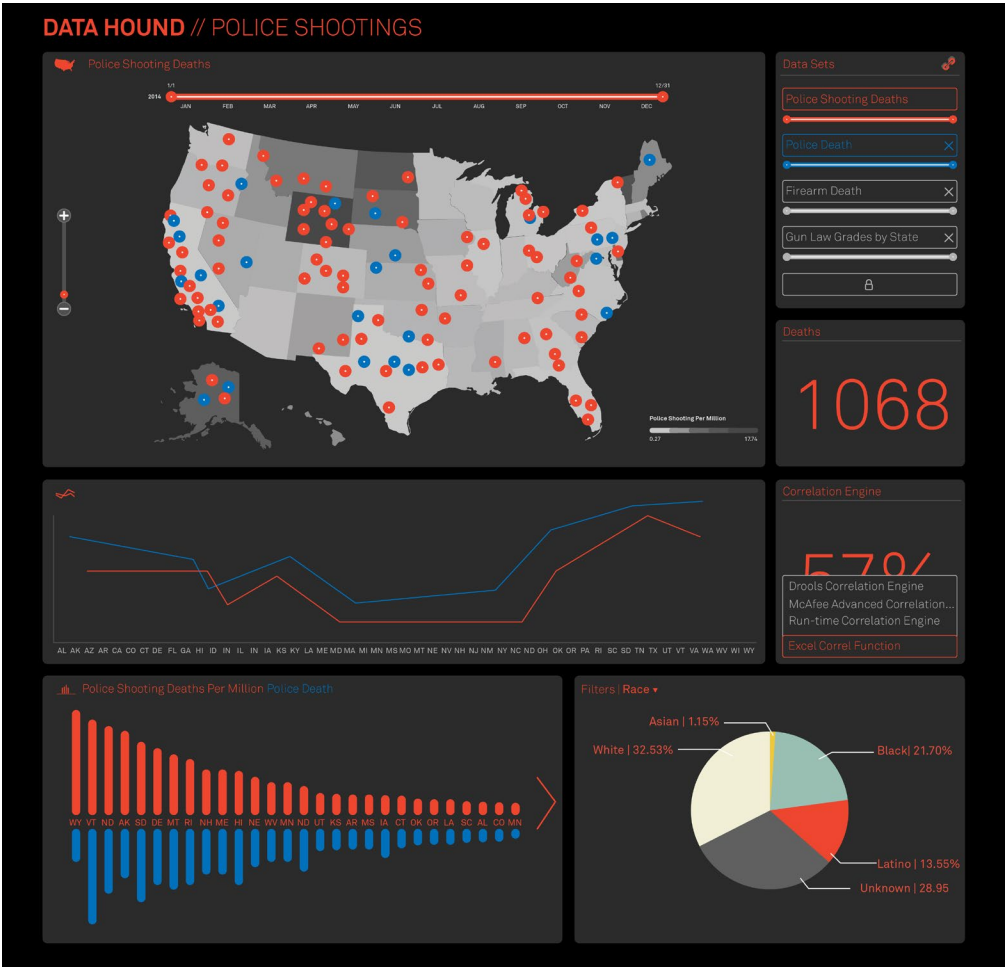 DATA HOUND // POLICE SHOOTINGS
Police Shooting Deaths
1/1
12/31
2014
JAN FEB MAR APR MAY JUN JUL AUG SEP OCT NOV DEC
Police Shooting Per Million
0.27 17.74
Data Sets
Police Shooting Deaths
Police Death
Firearm Death
Gun Law Grades by State
Deaths
1068
AL AK AZ AR CA CO CT DE FL GA HI ID IN IL IN IA KS KY LA ME MD MA MI MN MS MO MT NE NV NH NJ NM NY NC ND OH OK OR PA RI SC SD TN TX UT VT VA WA WV WI WY
Correlation Engine
57%
Drools Correlation Engine
McAfee Advanced Correlation...
Run-time Correlation Engine
Excel Correl Function
Police Shooting Deaths Per Million Police Death
WY VT ND AK SD DE MT RI NH ME HI NE WV MN ND UT KS AR MS IA CT OK OR LA SC AL CO MN
Filters | Race ▾
Asian | 1.15%
White | 32.53%
Black| 21.70%
Latino | 13.55%
Unknown | 28.95